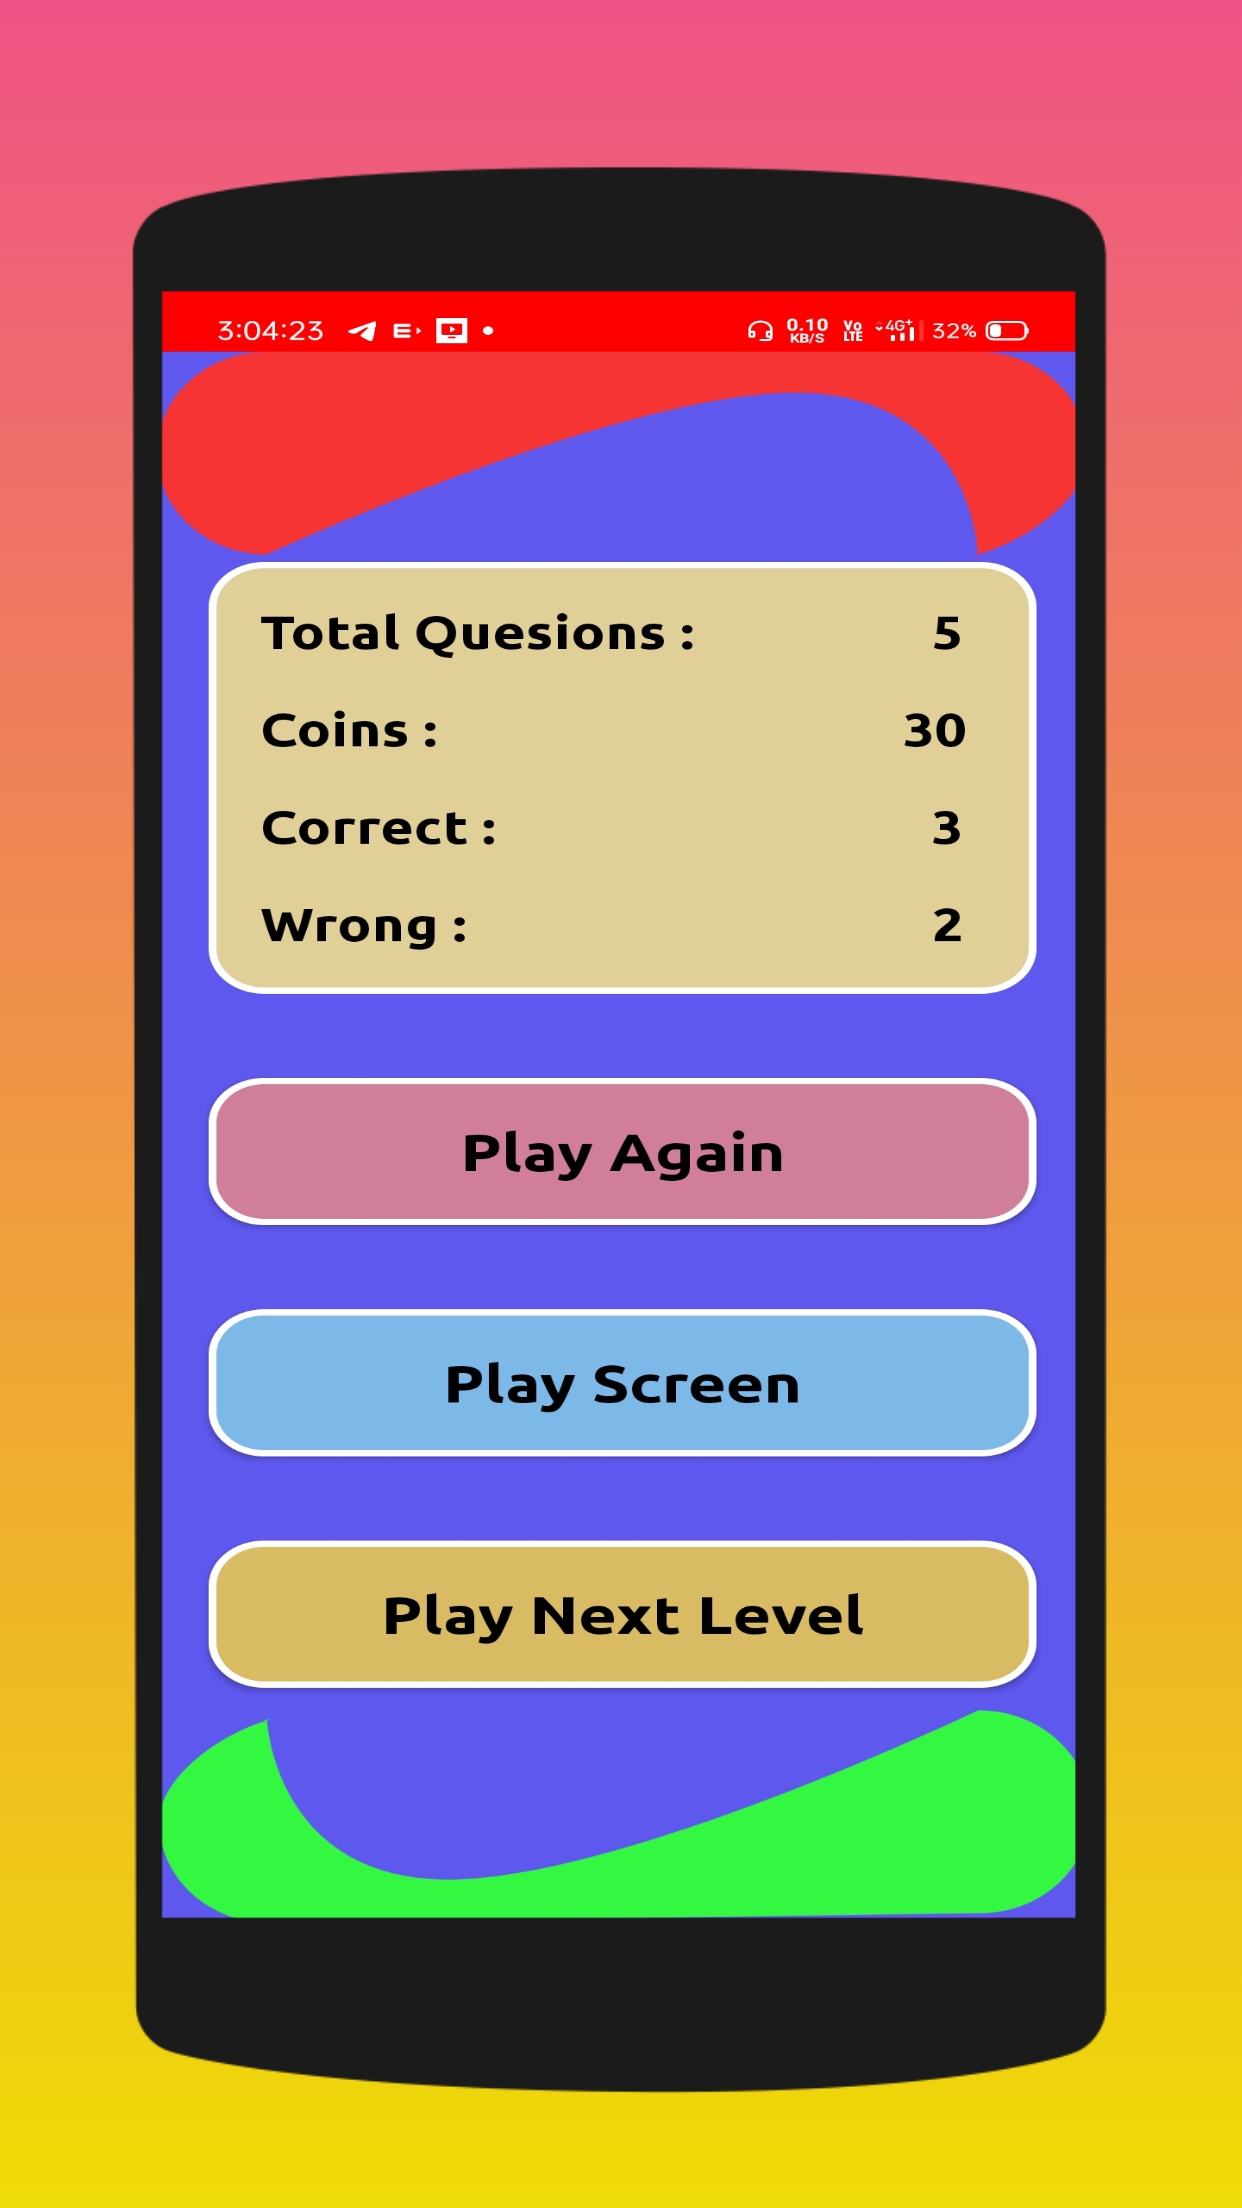 3:04:23 0.10 KB/S Vo LTE 4G+ 32%
Total Quesions : 5
Coins : 30
Correct : 3
Wrong : 2
Play Again
Play Screen
Play Next Level